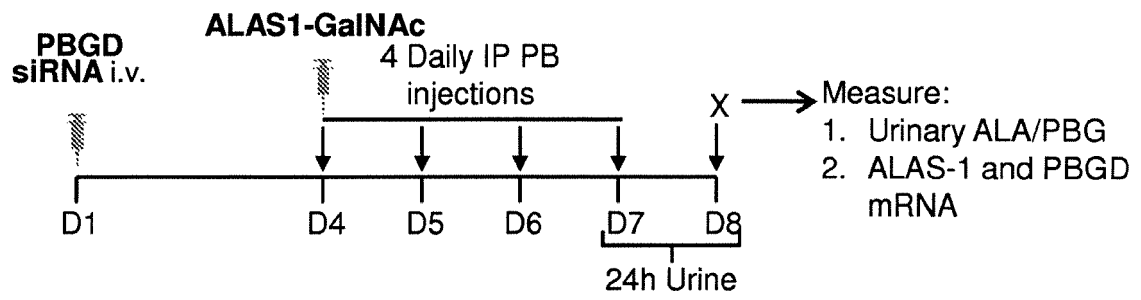 PBGD
siRNA i.v.
ALAS1-GalNAc
4 Daily IP PB
injections
X
Measure:
1. Urinary ALA/PBG
2. ALAS-1 and PBGD
mRNA
D1
D4
D5
D6
D7
D8
24h Urine